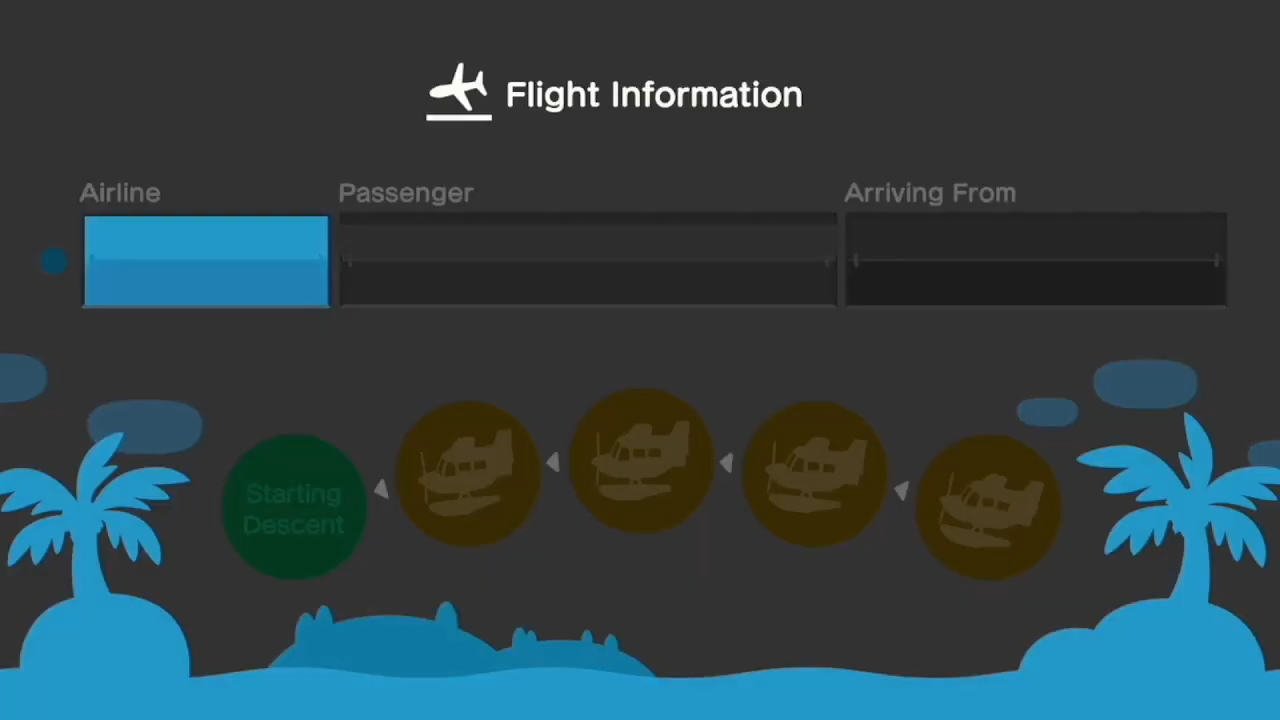 Flight Information
Airline
Passenger
Arriving From
Starting
Descent